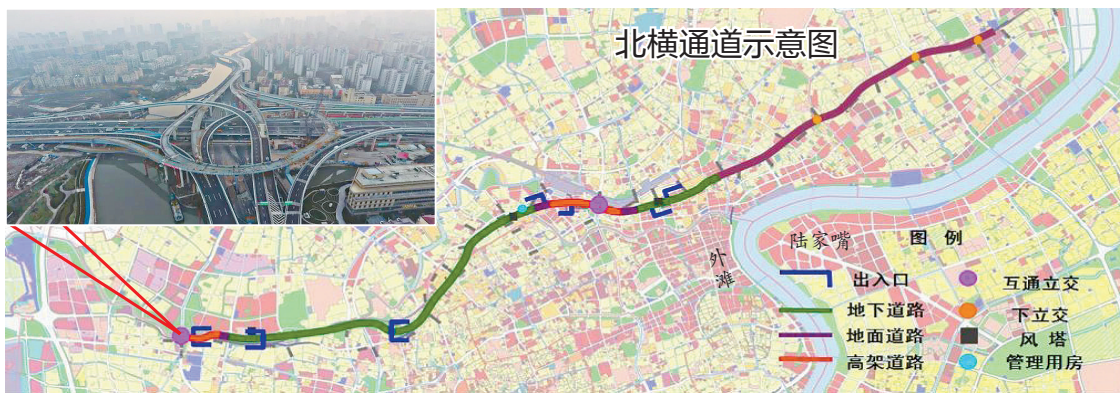 北横通道示意图
陆家嘴
外滩
图例
出入口
互通立交
地下道路
下立交
地面道路
风塔
高架道路
管理用房